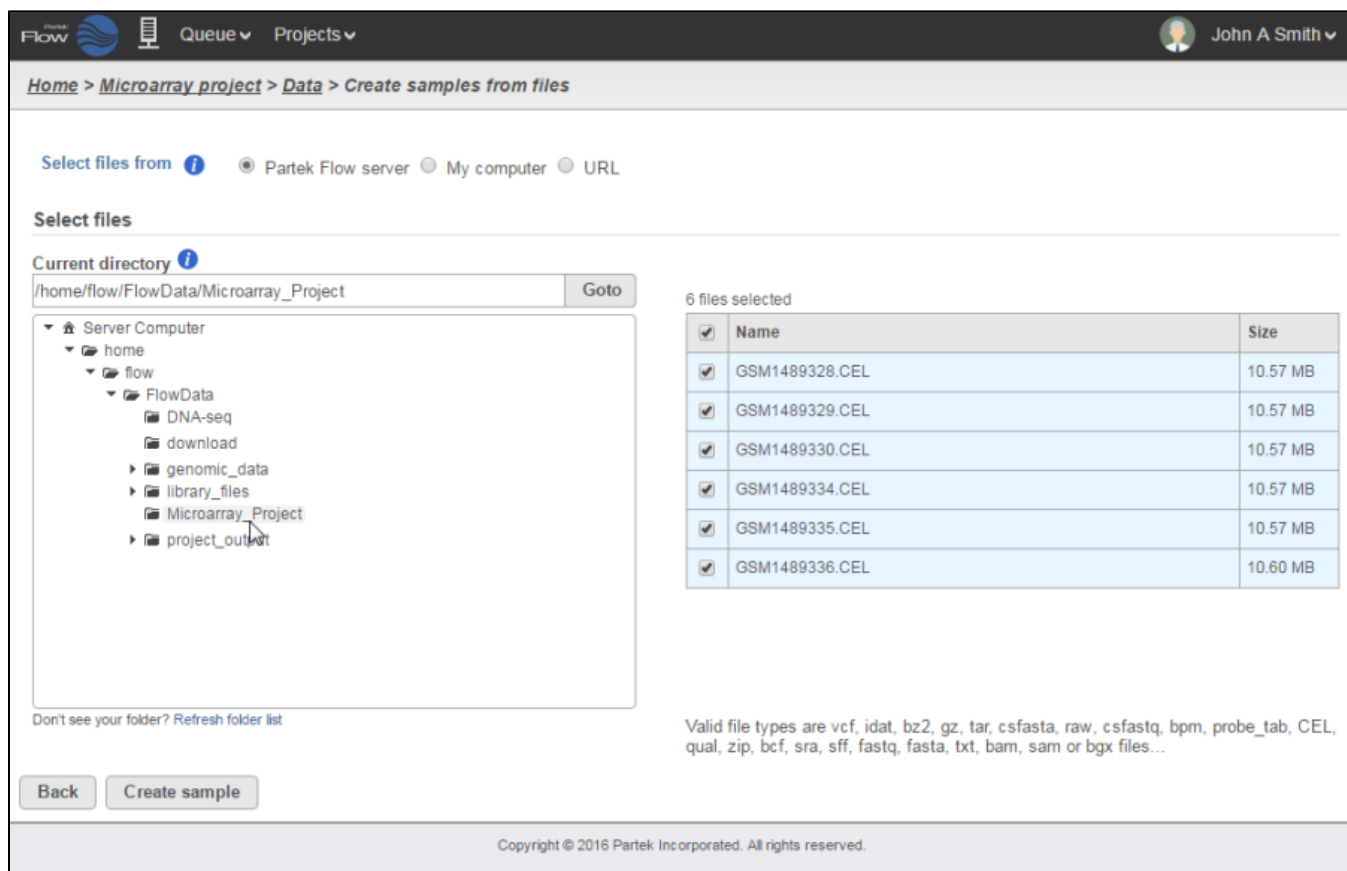 Partek
Flow Queue Projects John A Smith
Home > Microarray project > Data > Create samples from files
Select files from i Partek Flow server My computer URL
Select files
Current directory i
/home/flow/FlowData/Microarray_Project Goto
Server Computer
home
flow
FlowData
DNA-seq
download
genomic_data
library_files
Microarray_Project
project_output
Don't see your folder? Refresh folder list
6 files selected
Name Size
GSM1489328.CEL 10.57 MB
GSM1489329.CEL 10.57 MB
GSM1489330.CEL 10.57 MB
GSM1489334.CEL 10.57 MB
GSM1489335.CEL 10.57 MB
GSM1489336.CEL 10.60 MB
Valid file types are vcf, idat, bz2, gz, tar, csfasta, raw, csfastq, bpm, probe_tab, CEL,
qual, zip, bcf, sra, sff, fastq, fasta, txt, bam, sam or bgx files...
Back Create sample
Copyright © 2016 Partek Incorporated. All rights reserved.